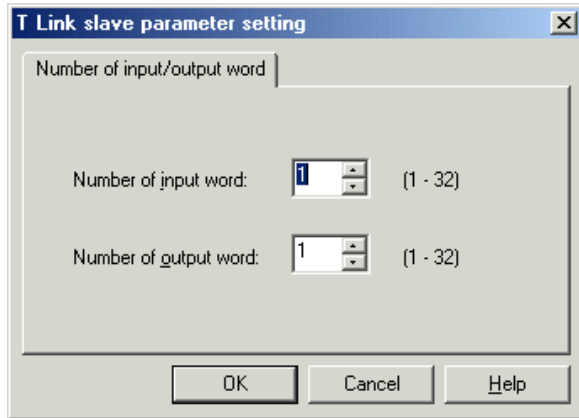 T Link slave parameter setting
Number of input/output word
Number of input word: 1 (1 - 32)
Number of output word: 1 (1 - 32)
OK Cancel Help